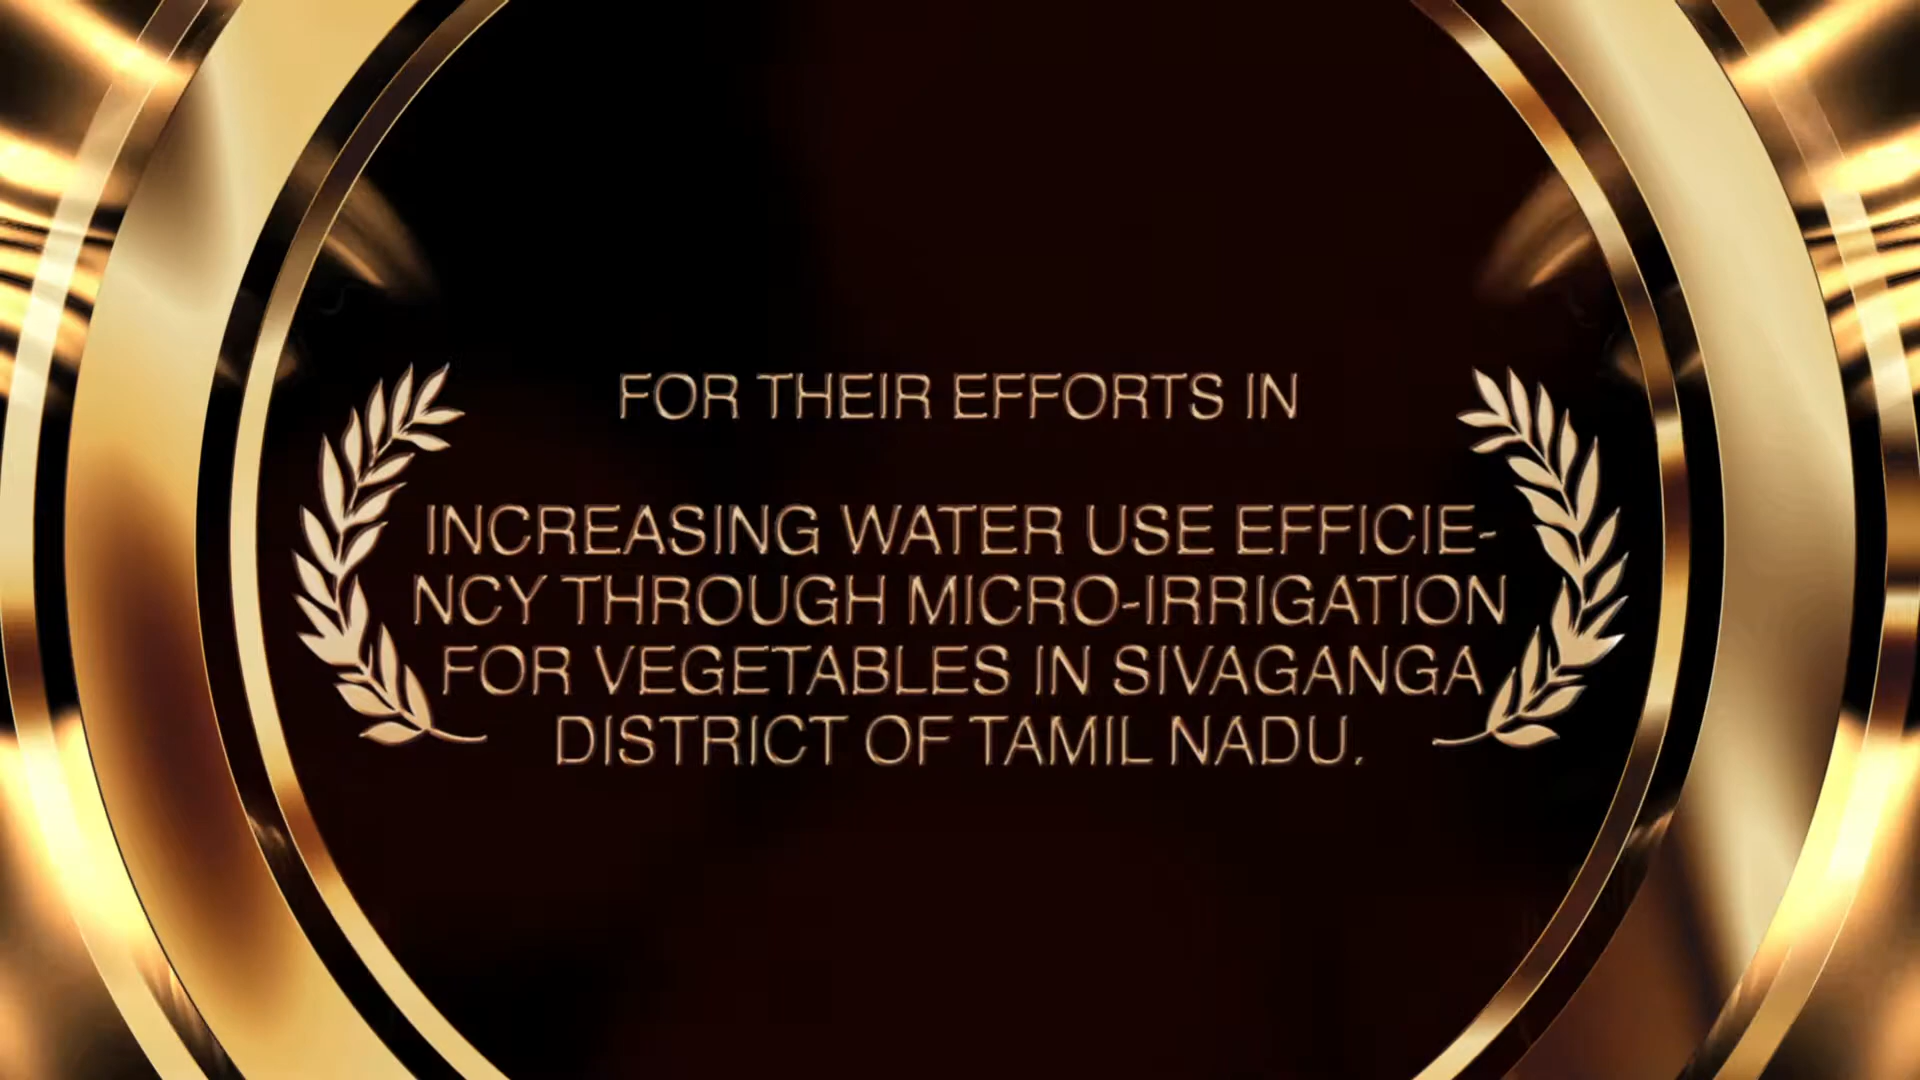 FOR THEIR EFFORTS IN
INCREASING WATER USE EFFICIE-
NCY THROUGH MICRO-IRRIGATION
FOR VEGETABLES IN SIVAGANGA
DISTRICT OF TAMIL NADU.